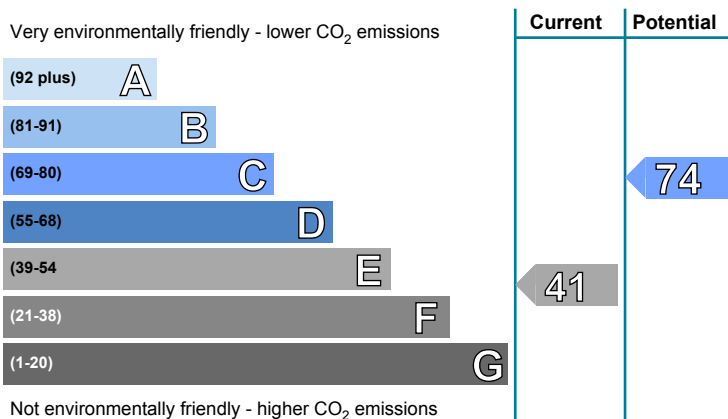 Current Potential
Very environmentally friendly - lower CO2 emissions
(92 plus) A
(81-91) B
(69-80) C
74
(55-68) D
(39-54 E
41
(21-38) F
(1-20) G
Not environmentally friendly - higher CO2 emissions